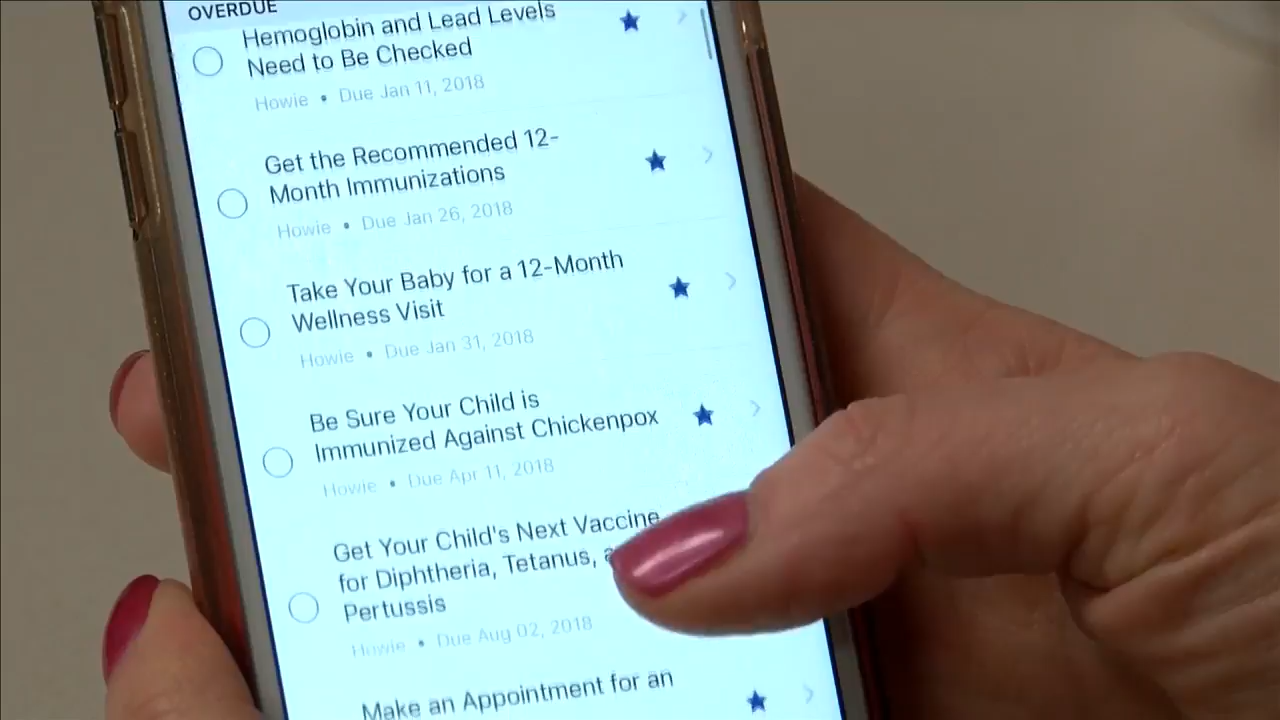 OVERDUE
Hemoglobin and Lead Levels
Need to Be Checked
Howie • Due Jan 11, 2018
Get the Recommended 12-
Month Immunizations
Howie • Due Jan 26, 2018
Take Your Baby for a 12-Month
Wellness Visit
Howie • Due Jan 31, 2018
Be Sure Your Child is
Immunized Against Chickenpox
Howie • Due Apr 11, 2018
Get Your Child's Next Vaccine
for Diphtheria, Tetanus,
Pertussis
Howie • Due Aug 02, 2018
Make an Appointment for an